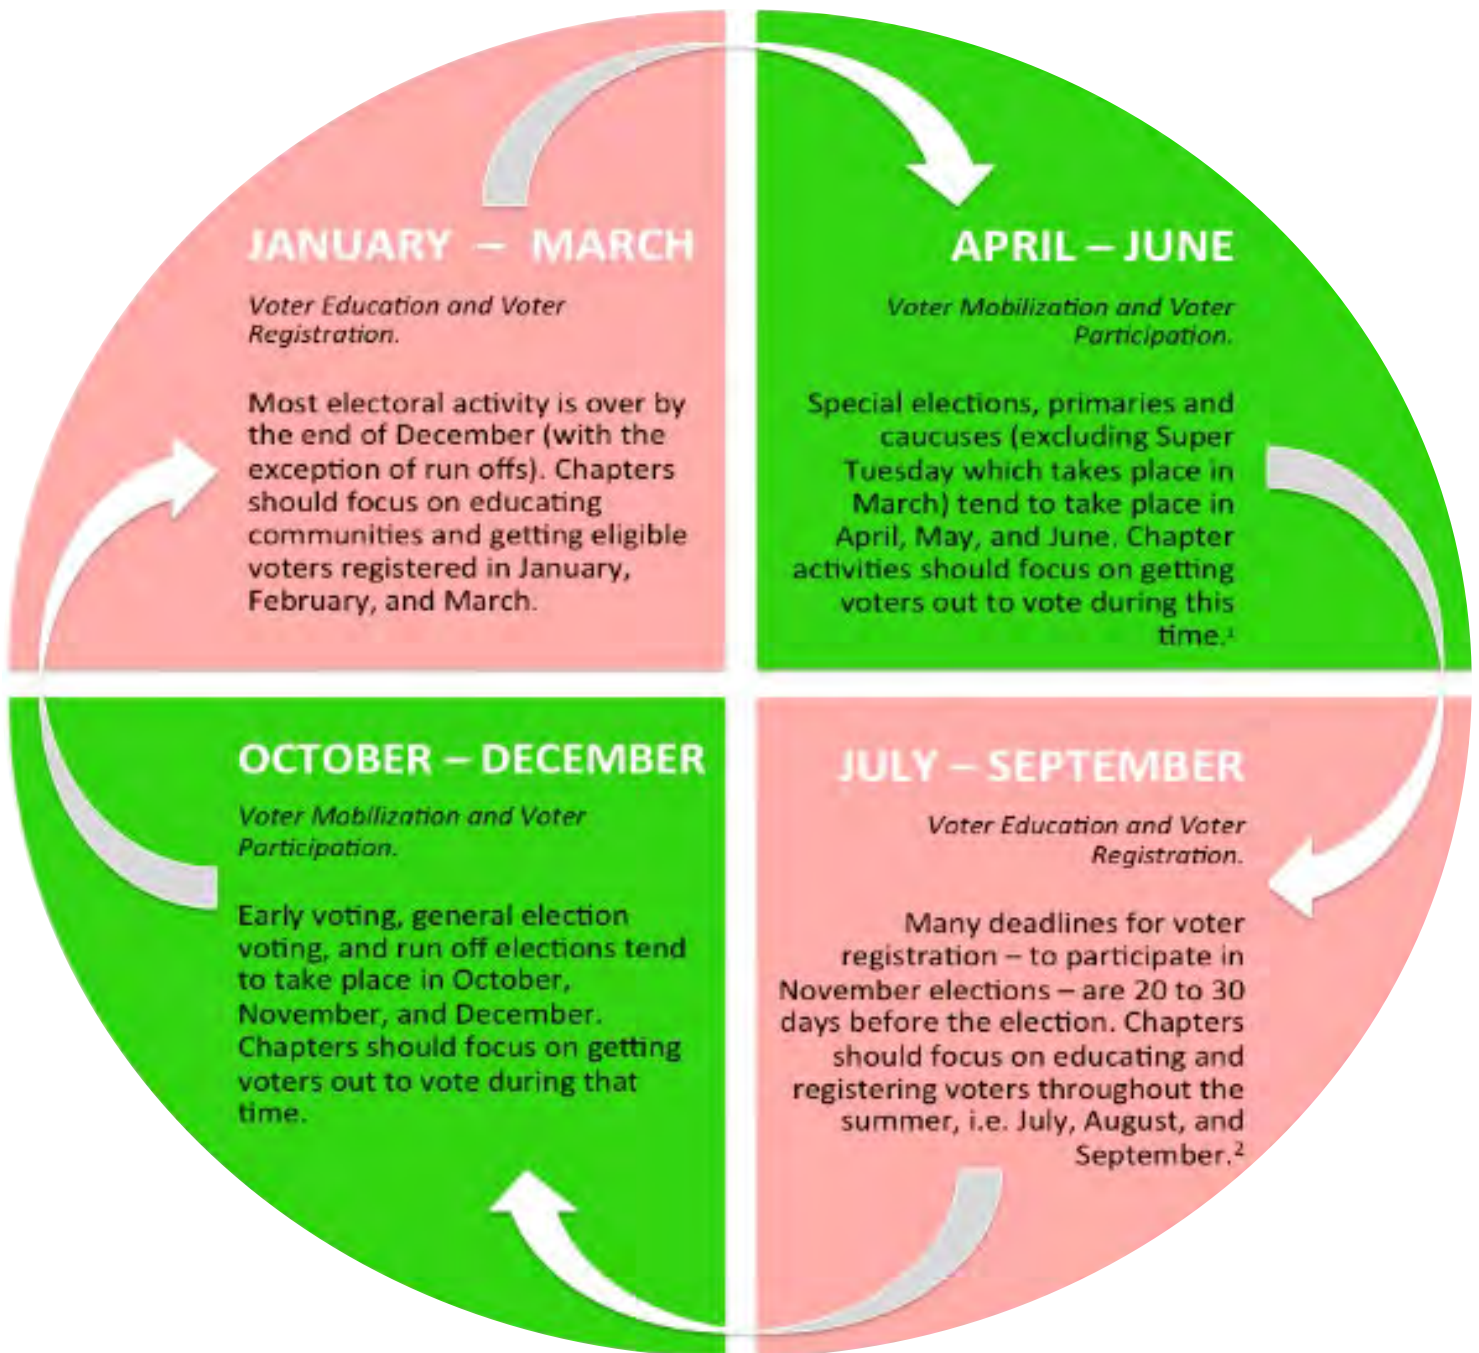 JANUARY – MARCH
Voter Education and Voter
Registration.
Most electoral activity is over by
the end of December (with the
exception of run offs). Chapters
should focus on educating
communities and getting eligible
voters registered in January,
February, and March.
APRIL – JUNE
Voter Mobilization and Voter
Participation.
Special elections, primaries and
caucuses (excluding Super
Tuesday which takes place in
March) tend to take place in
April, May, and June. Chapter
activities should focus on getting
voters out to vote during this
time.¹
JULY – SEPTEMBER
Voter Education and Voter
Registration.
Many deadlines for voter
registration – to participate in
November elections – are 20 to 30
days before the election. Chapters
should focus on educating and
registering voters throughout the
summer, i.e. July, August, and
September.²
OCTOBER – DECEMBER
Voter Mobilization and Voter
Participation.
Early voting, general election
voting, and run off elections tend
to take place in October,
November, and December.
Chapters should focus on getting
voters out to vote during that
time.